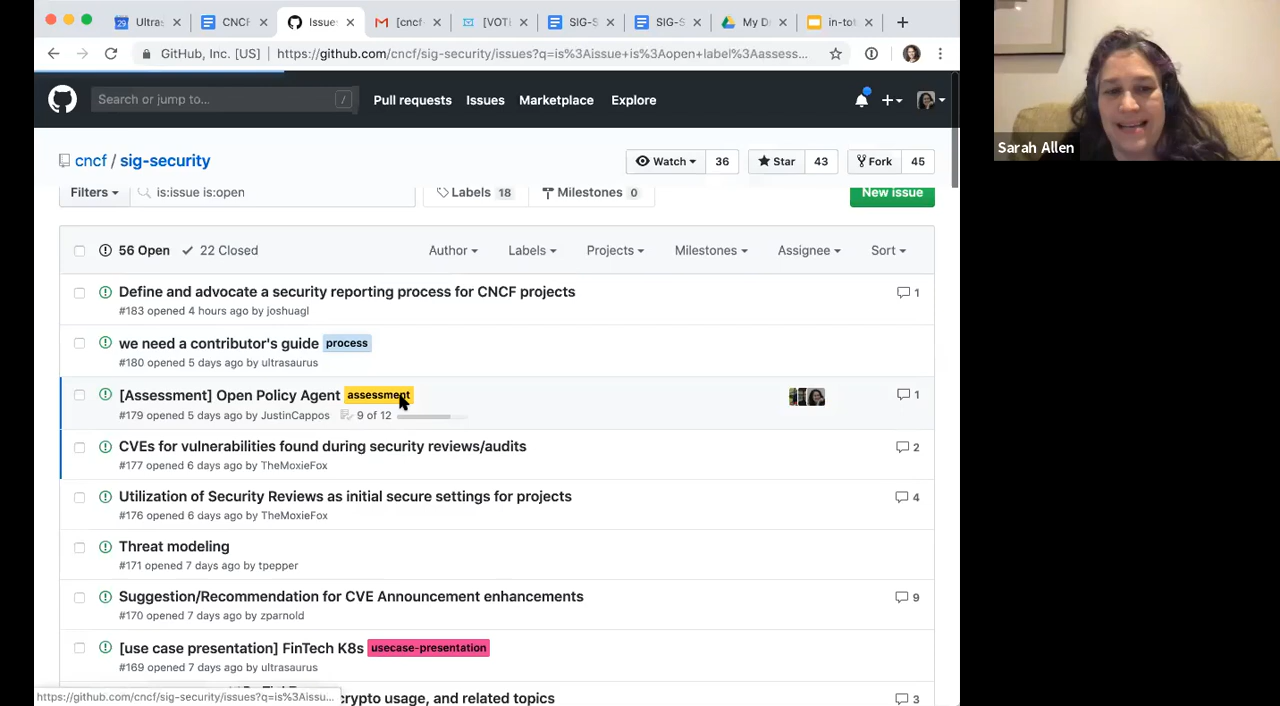 Ultras
CNCF
Issues
[cncf-
[VOTE
SIG-S
SIG-S
My D
in-tot
GitHub, Inc. [US]
https://github.com/cncf/sig-security/issues?q=is%3Aissue+is%3Aopen+label%3Aassess...
Search or jump to...
/
Pull requests
Issues
Marketplace
Explore
cncf / sig-security
Watch
36
Star
43
Fork
45
Filters
is:issue is:open
Labels 18
Milestones 0
New issue
56 Open
22 Closed
Author
Labels
Projects
Milestones
Assignee
Sort
Define and advocate a security reporting process for CNCF projects
1
#183 opened 4 hours ago by joshuagl
we need a contributor's guide process
#180 opened 5 days ago by ultrasaurus
[Assessment] Open Policy Agent assessment
1
#179 opened 5 days ago by JustinCappos 9 of 12
CVEs for vulnerabilities found during security reviews/audits
2
#177 opened 6 days ago by TheMoxieFox
Utilization of Security Reviews as initial secure settings for projects
4
#176 opened 6 days ago by TheMoxieFox
Threat modeling
#171 opened 7 days ago by tpepper
Suggestion/Recommendation for CVE Announcement enhancements
9
#170 opened 7 days ago by zparnold
[use case presentation] FinTech K8s usecase-presentation
#169 opened 7 days ago by ultrasaurus
crypto usage, and related topics
3
https://github.com/cncf/sig-security/issues?q=is%3Aissu...
Sarah Allen